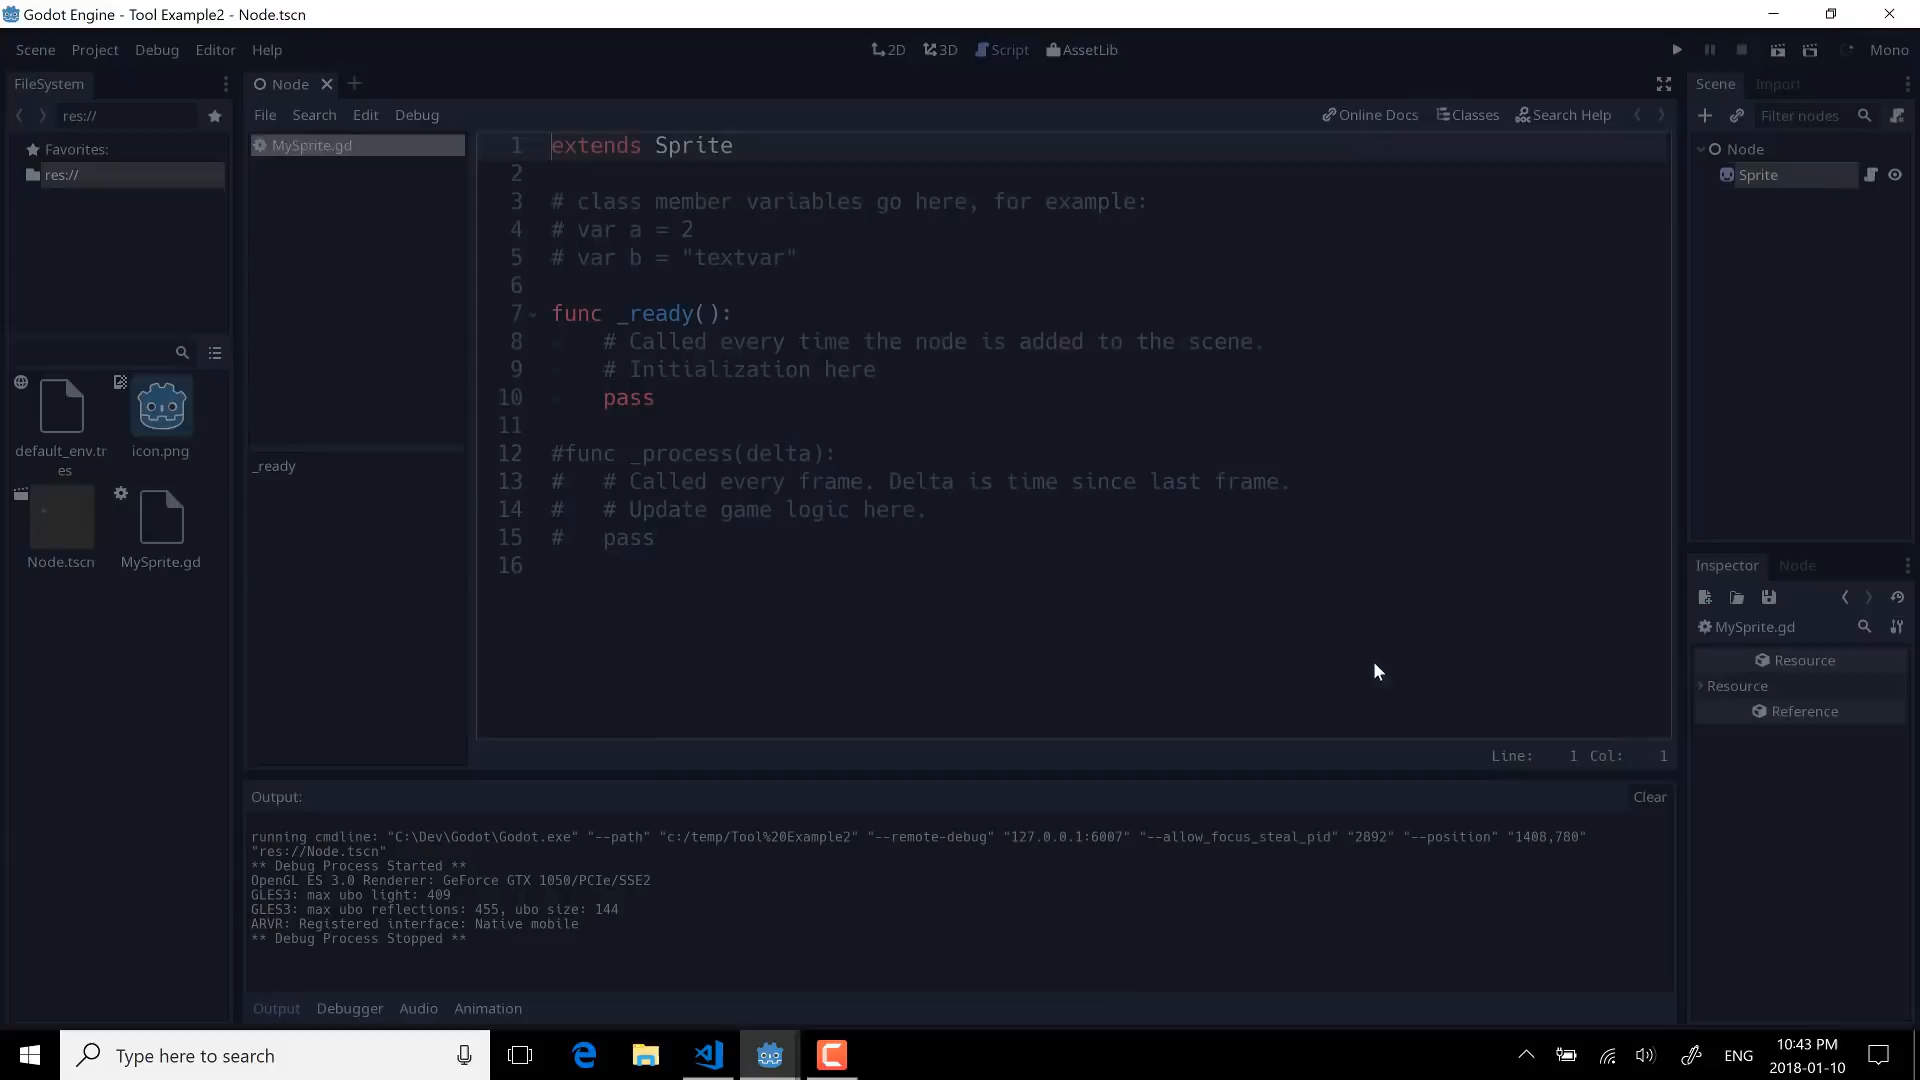 Godot Engine - Tool Example2 - Node.tscn
Scene Project Debug Editor Help
2D 3D Script AssetLib
Mono
FileSystem
res://
Favorites:
res://
default_env.tr
es
icon.png
Node.tscn
MySprite.gd
Node
File Search Edit Debug
Online Docs Classes Search Help
MySprite.gd
_ready
1 extends Sprite
2
3 # class member variables go here, for example:
4 # var a = 2
5 # var b = "textvar"
6
7 func _ready():
8 # Called every time the node is added to the scene.
9 # Initialization here
10 pass
11
12 #func _process(delta):
13 # # Called every frame. Delta is time since last frame.
14 # # Update game logic here.
15 # pass
16
Line: 1 Col: 1
Output:
Clear
running cmdline: "C:\Dev\Godot\Godot.exe" "--path" "c:/temp/Tool%20Example2" "--remote-debug" "127.0.0.1:6007" "--allow_focus_steal_pid" "2892" "--position" "1408,780"
"res://Node.tscn"
** Debug Process Started **
OpenGL ES 3.0 Renderer: GeForce GTX 1050/PCIe/SSE2
GLES3: max ubo light: 409
GLES3: max ubo reflections: 455, ubo size: 144
ARVR: Registered interface: Native mobile
** Debug Process Stopped **
Output Debugger Audio Animation
Scene Import
Filter nodes
Node
Sprite
Inspector Node
MySprite.gd
Resource
Resource
Reference
Type here to search
ENG
10:43 PM
2018-01-10